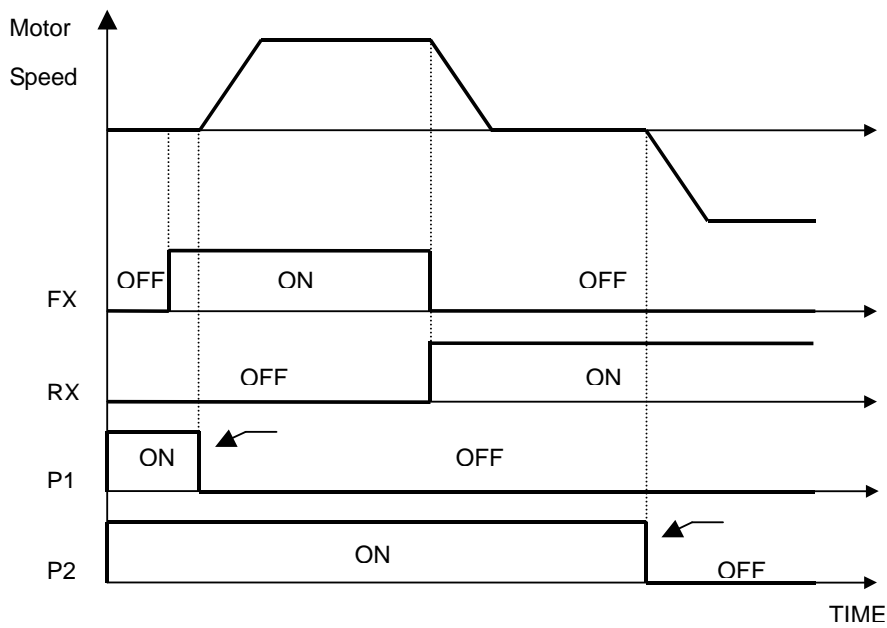 Motor
Speed
OFF ON OFF
FX
OFF ON
RX
ON OFF
P1
ON
OFF
P2
TIME